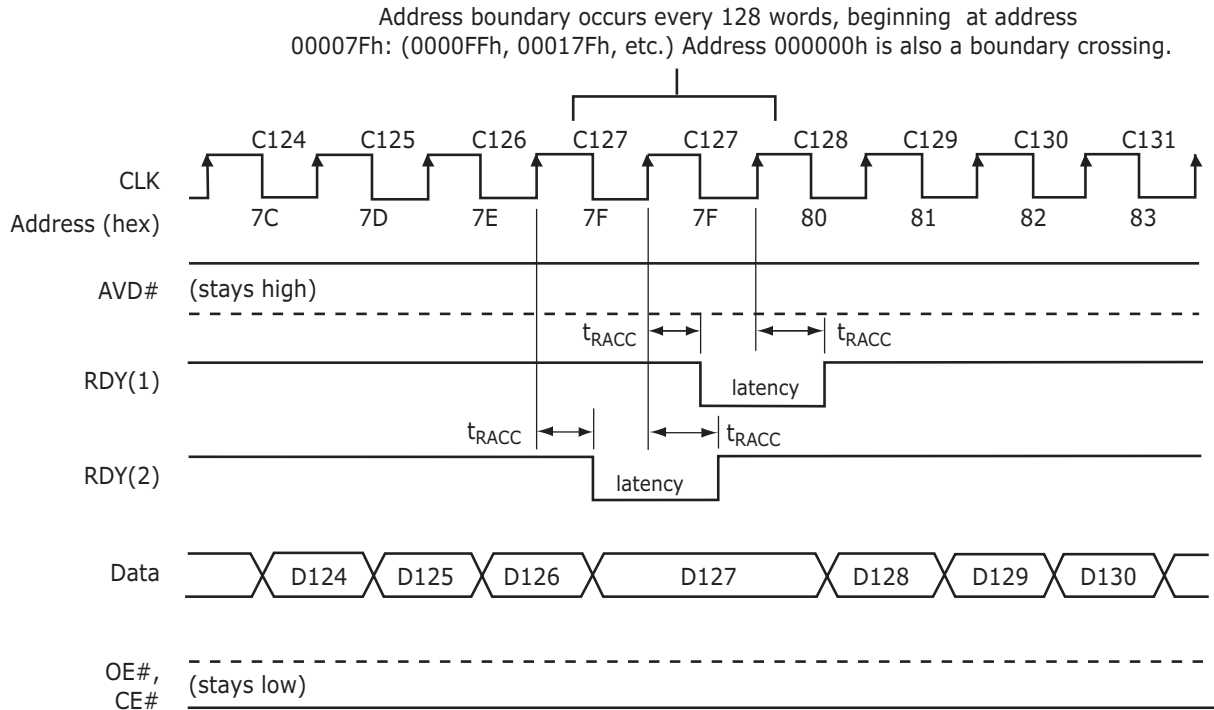 Address boundary occurs every 128 words, beginning at address
00007Fh: (0000FFh, 00017Fh, etc.) Address 000000h is also a boundary crossing.
C124 C125 C126 C127 C127 C128 C129 C130 C131
CLK
Address (hex) 7C 7D 7E 7F 7F 80 81 82 83
AVD# (stays high)
tRACC tRACC
RDY(1) latency
tRACC tRACC
RDY(2) latency
Data D124 D125 D126 D127 D128 D129 D130
OE#,
CE# (stays low)